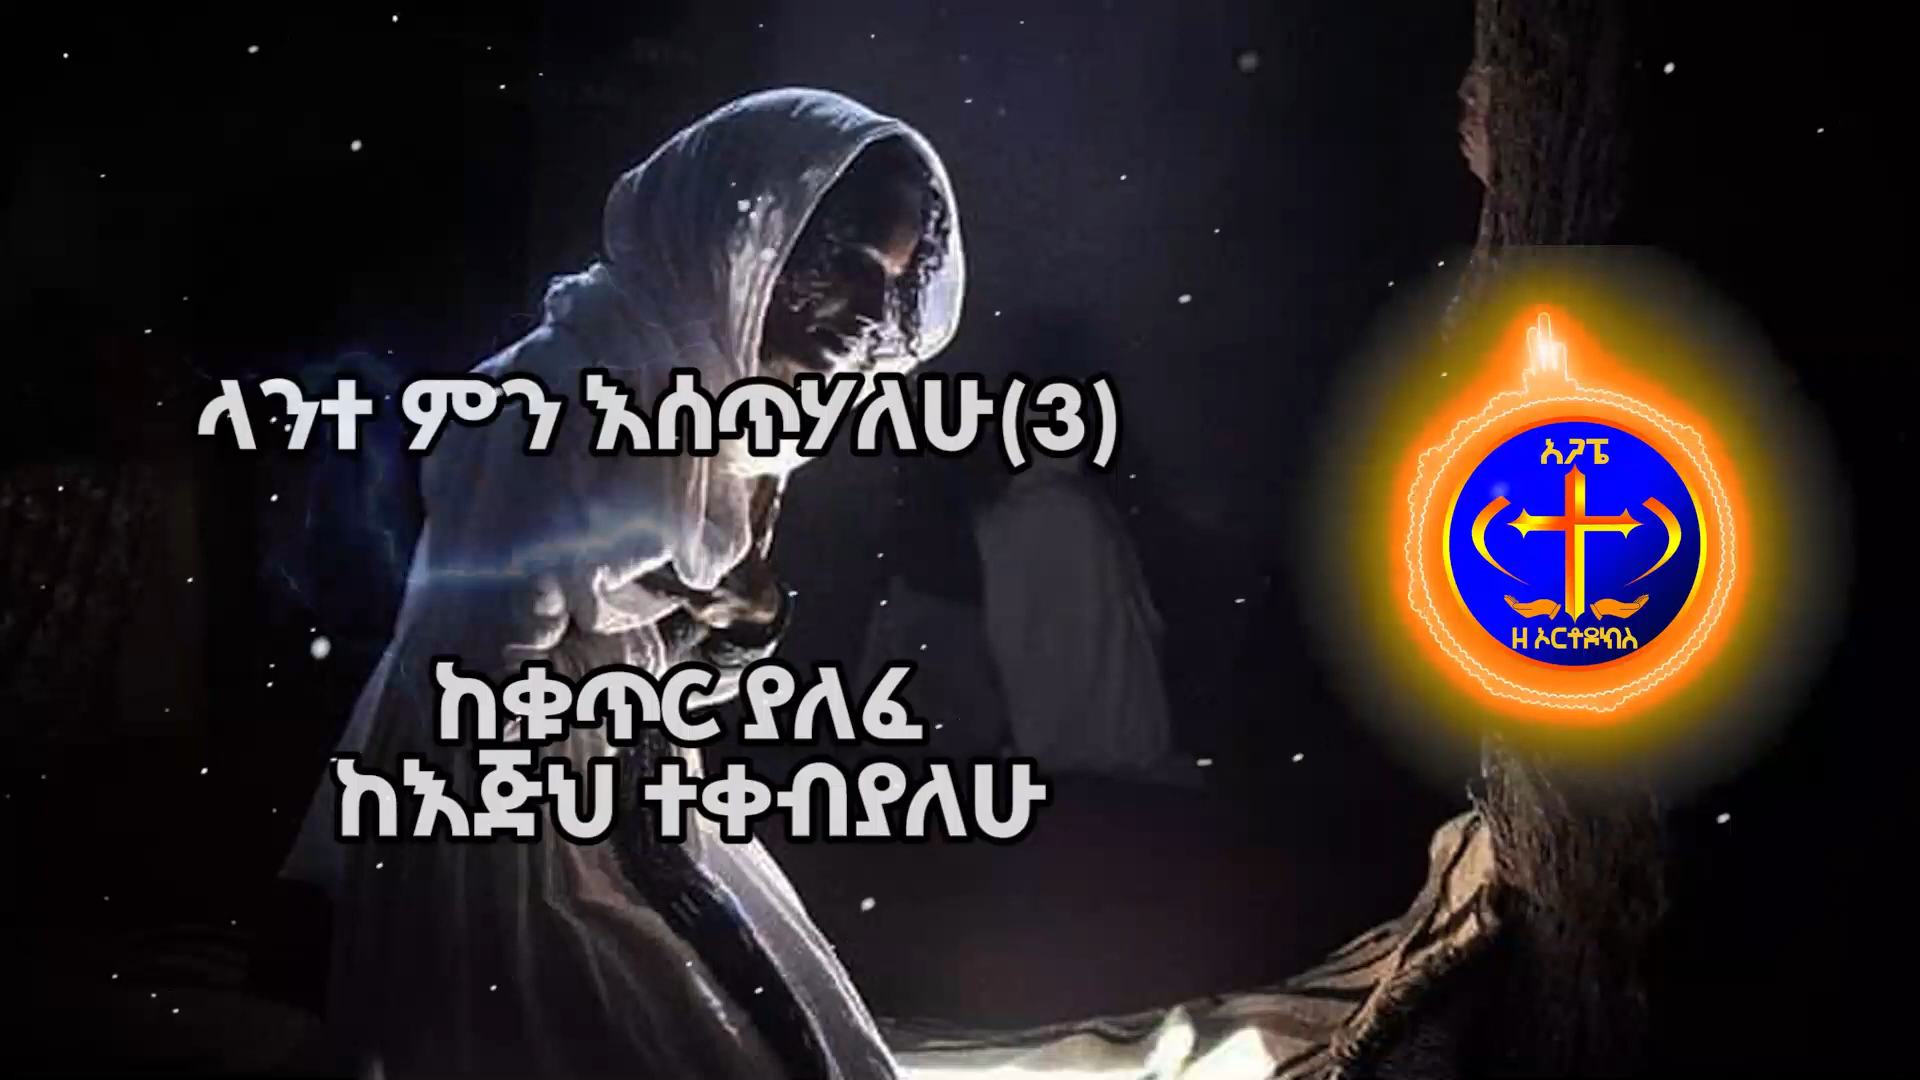 ላንተ ምን እሰጥሃለሁ(3)
ከቁጥር ያለፈ
ከእጅህ ተቀብያለሁ
አጋፔ
ዘ ኦርቶዶክስ